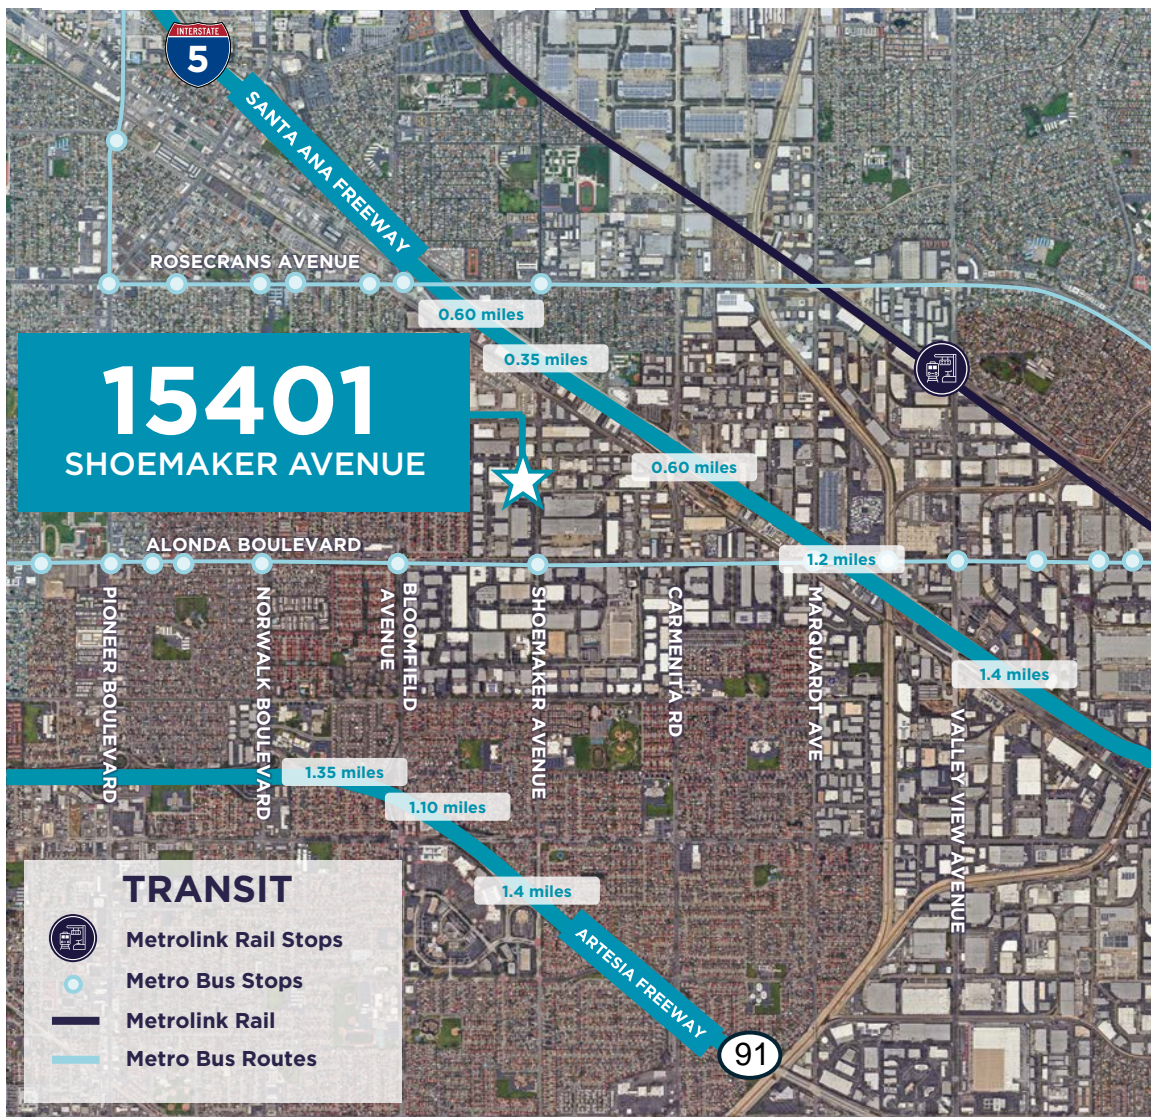 INTERSTATE
5
SANTA ANA FREEWAY
ROSECRANS AVENUE
0.60 miles
0.35 miles
15401
SHOEMAKER AVENUE
0.60 miles
ALONDA BOULEVARD
1.2 miles
PIONEER BOULEVARD
NORWALK BOULEVARD
BLOOMFIELD
AVENUE
SHOEMAKER AVENUE
CARMENITA RD
MARQUARDT AVE
VALLEY VIEW AVENUE
1.4 miles
1.35 miles
1.10 miles
1.4 miles
ARTESIA FREEWAY
91
TRANSIT
Metrolink Rail Stops
Metro Bus Stops
Metrolink Rail
Metro Bus Routes